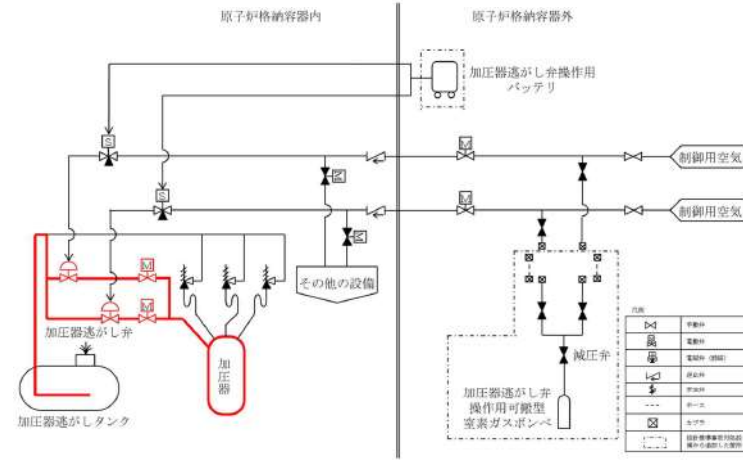 原子炉格納容器内
原子炉格納容器外
加圧器逃がし弁操作用
バッテリ
S
M
制御用空気
M
S
M
制御用空気
M
M
その他の設備
M
加圧器逃がし弁
加圧器
減圧弁
加圧器逃がし弁
操作用可搬型
窒素ガスボンベ
加圧器逃がしタンク
凡例
手動弁
電動弁
逆止弁
ホース
カプラ